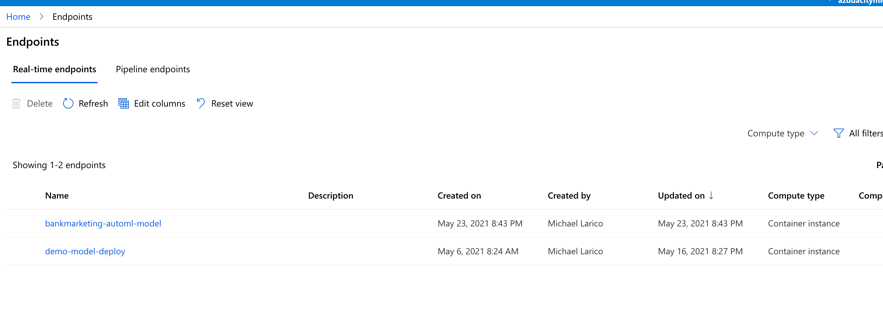 Home > Endpoints
Endpoints
Real-time endpoints Pipeline endpoints
Delete Refresh Edit columns Reset view
Compute type All filters
Showing 1-2 endpoints
Name Description Created on Created by Updated on ↓ Compute type
bankmarketing-automl-model May 23, 2021 8:43 PM Michael Larico May 23, 2021 8:43 PM Container instance
demo-model-deploy May 6, 2021 8:24 AM Michael Larico May 16, 2021 8:27 PM Container instance